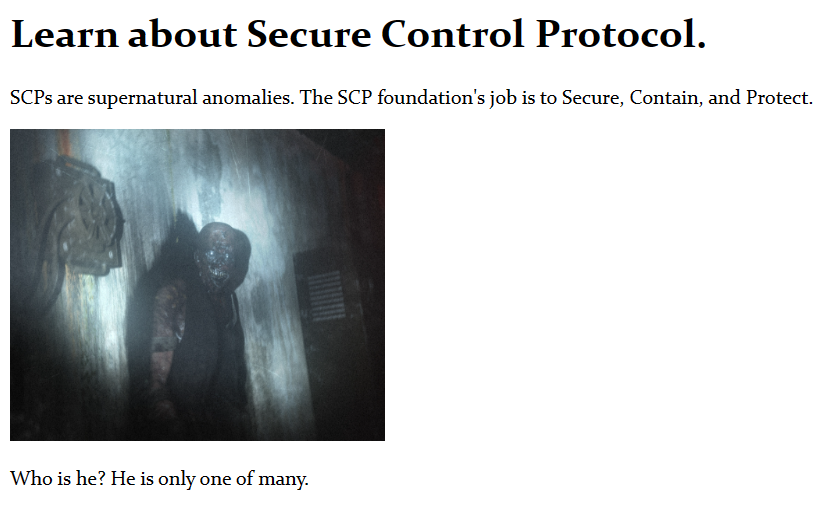 Learn about Secure Control Protocol.
SCPs are supernatural anomalies. The SCP foundation's job is to Secure, Contain, and Protect.
Who is he? He is only one of many.